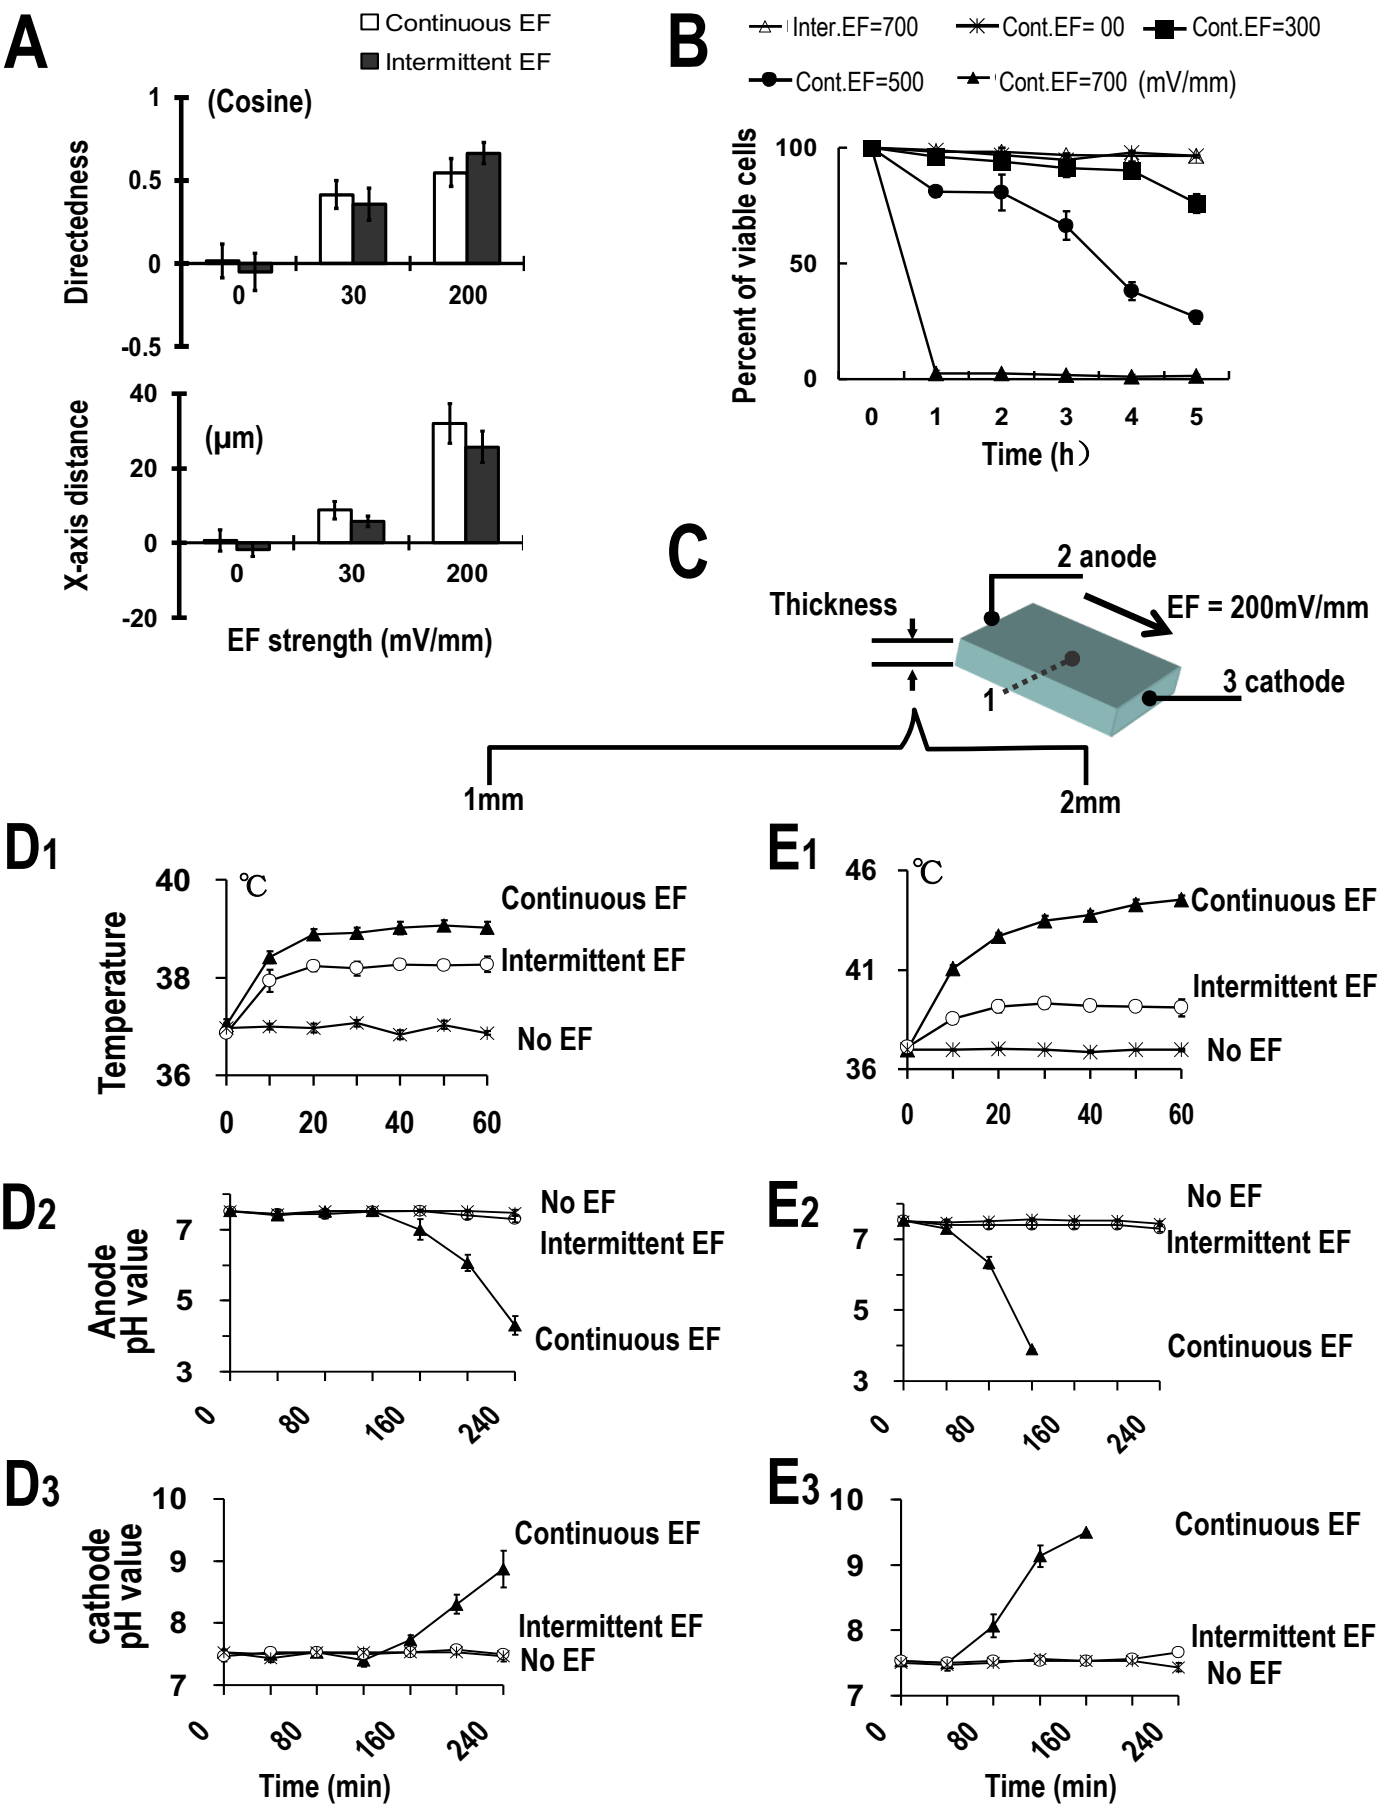 A
Continuous EF
Intermittent EF
(Cosine)
Directedness
1
0.5
0
-0.5
0
30
200
(µm)
X-axis distance
40
20
0
-20
0
30
200
EF strength (mV/mm)
B
Inter.EF=700
Cont.EF= 00
Cont.EF=300
Cont.EF=500
Cont.EF=700 (mV/mm)
Percent of viable cells
100
50
0
0 1 2 3 4 5
Time (h）
C
2 anode
Thickness
EF = 200mV/mm
3 cathode
1
1mm
2mm
D1
℃
Temperature
40
38
36
Continuous EF
Intermittent EF
No EF
0 20 40 60
E1
℃
46
41
36
Continuous EF
Intermittent EF
No EF
0 20 40 60
D2
Anode
pH value
7
5
3
No EF
Intermittent EF
Continuous EF
0 80 160 240
E2
7
5
3
No EF
Intermittent EF
Continuous EF
0 80 160 240
D3
cathode
pH value
10
9
8
7
Continuous EF
Intermittent EF
No EF
0 80 160 240
Time (min)
E3
10
9
8
7
Continuous EF
Intermittent EF
No EF
0 80 160 240
Time (min)